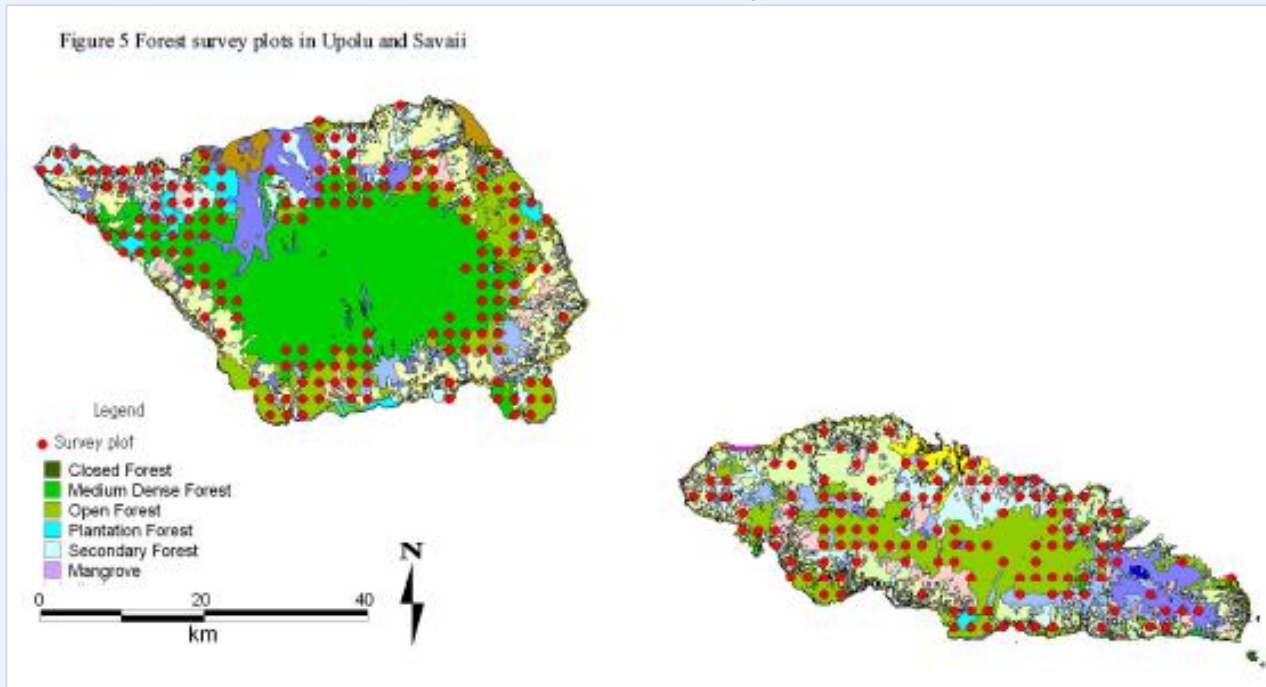 Figure 5 Forest survey plots in Upolu and Savaii
Legend
Survey plot
Closed Forest
Medium Dense Forest
Open Forest
Plantation Forest
Secondary Forest
Mangrove
0 20 40
km
N